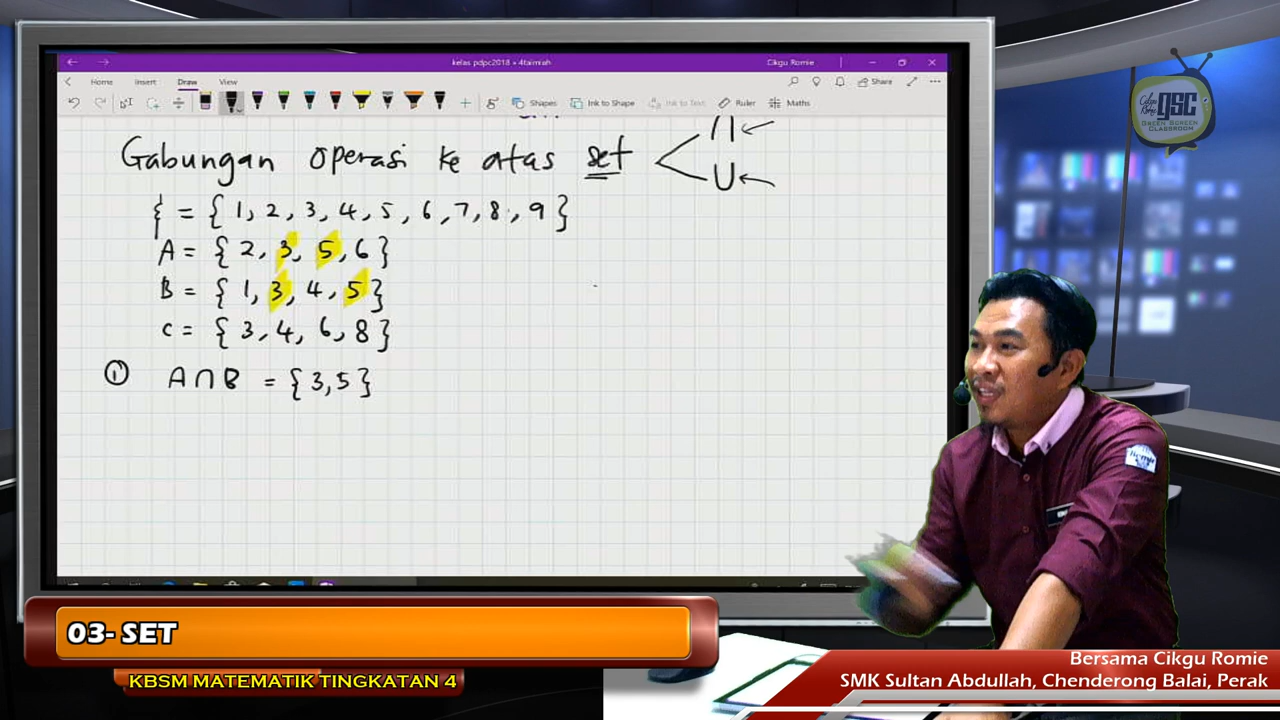 kelas pdpc2018 • 4taimiah
Cikgu Romie
Home Insert Draw View
Share
Shapes Ink to Shape Ink to Text Ruler Maths
Gabungan operasi ke atas set < ∩ ←
∪ ←
ξ = { 1, 2, 3, 4, 5, 6, 7, 8, 9 }
A = { 2, 3, 5, 6 }
B = { 1, 3, 4, 5 }
C = { 3, 4, 6, 8 }
① A ∩ B = { 3, 5 }
Cikgu Romie gsc
GREEN SCREEN
CLASSROOM
03- SET
KBSM MATEMATIK TINGKATAN 4
Bersama Cikgu Romie
SMK Sultan Abdullah, Chenderong Balai, Perak